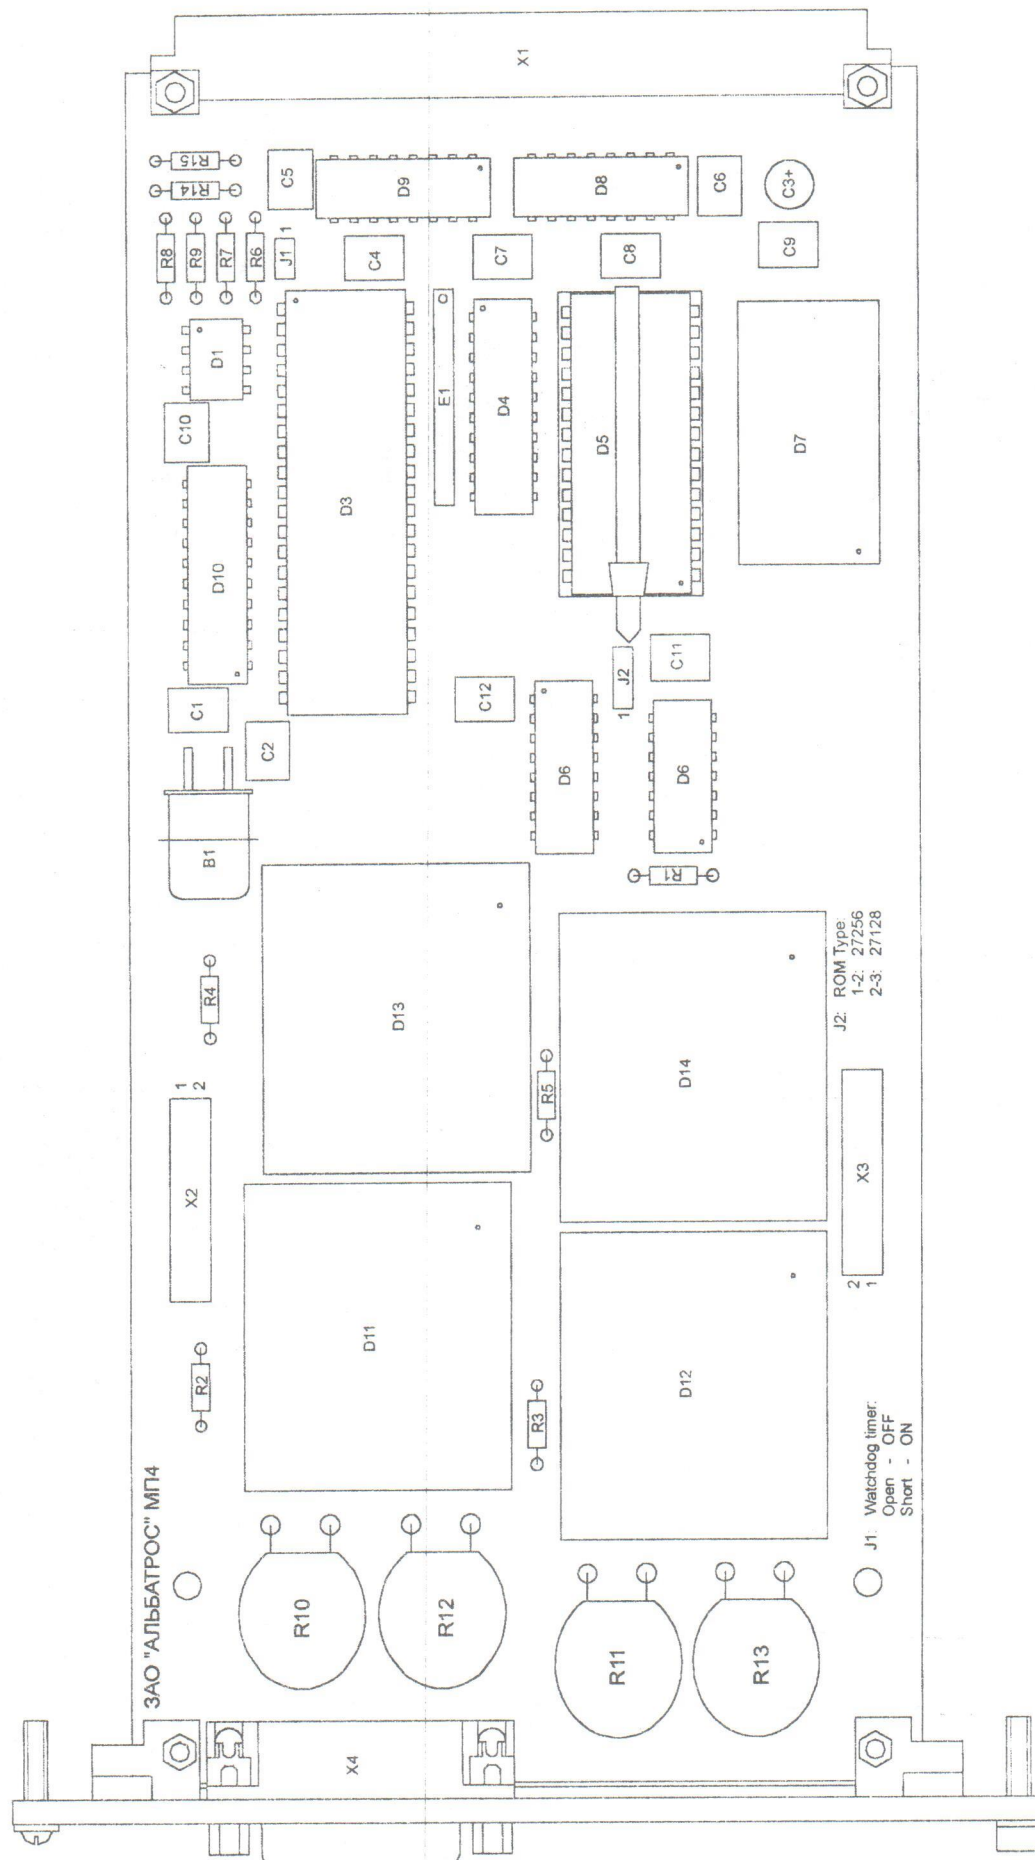 ЗАО "АЛЬБАТРОС" МП4
X1
R15
R14
C5
D9
D8
C6
C3+
R8
R9
R7
R6
J1
1
C4
C7
C8
C9
D1
C10
D3
E1
D4
D5
D7
D10
C1
C2
C12
D6
J2
1
C11
D6
B1
R1
R4
D13
R5
D14
J2: ROM Type:
1-2: 27256
2-3: 27128
X2
1
2
X3
2
1
R2
D11
R3
D12
J1: Watchdog timer:
Open - OFF
Short - ON
R10
R12
R11
R13
X4